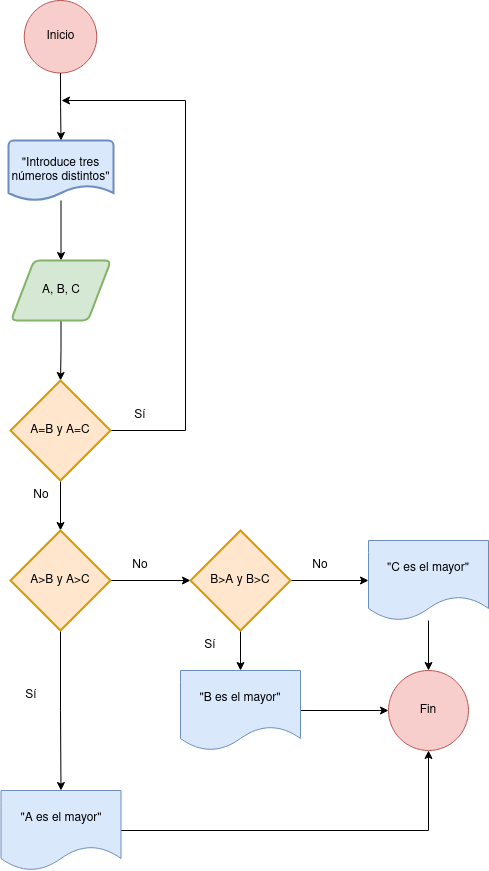 Inicio
"Introduce tres
números distintos"
A, B, C
A=B y A=C
Sí
No
A>B y A>C
No
B>A y B>C
No
"C es el mayor"
Sí
"B es el mayor"
Fin
Sí
"A es el mayor"